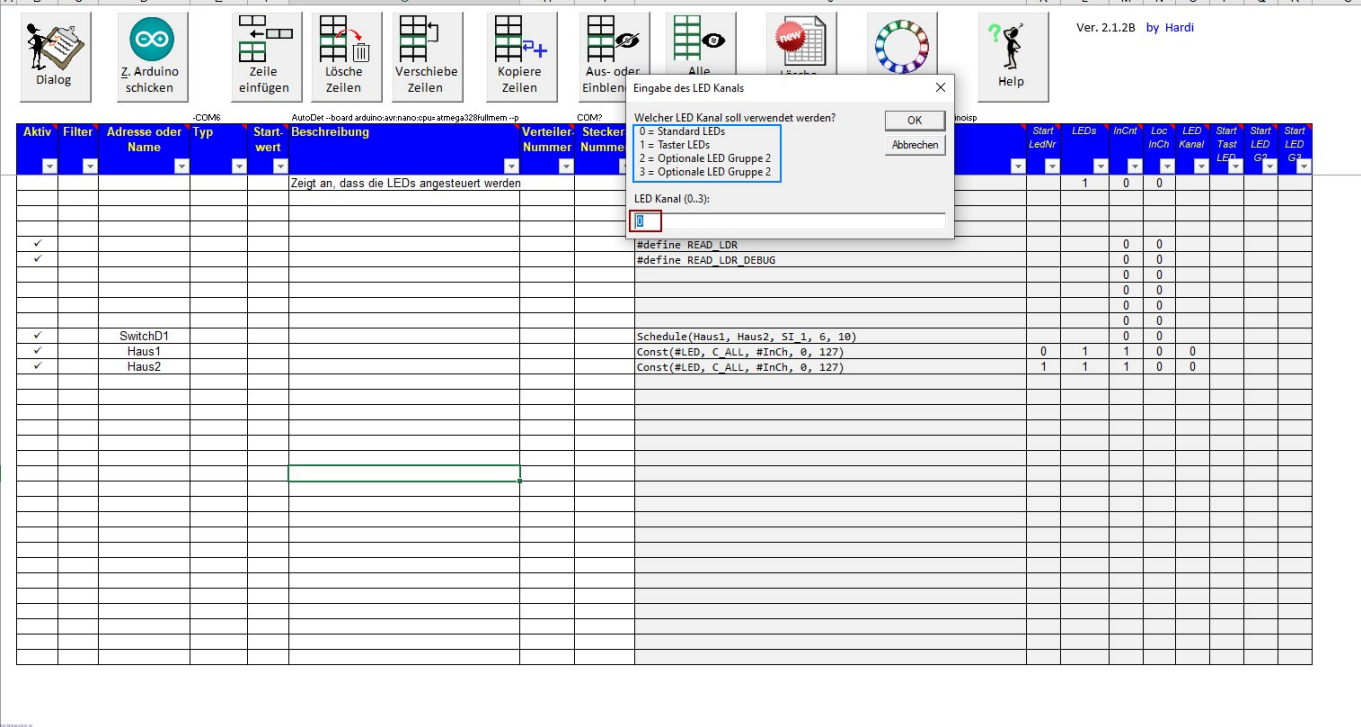 Dialog
Z. Arduino
schicken
Zeile
einfügen
Lösche
Zeilen
Verschiebe
Zeilen
Kopiere
Zeilen
Aus- oder
Einblen
Alle
new
Help
Ver. 2.1.2B by Hardi
-COM6 AutoDet --board arduino:avr:nano:cpu=atmega328fullmem --p COM? inoisp
Eingabe des LED Kanals
Welcher LED Kanal soll verwendet werden?
0 = Standard LEDs
1 = Taster LEDs
2 = Optionale LED Gruppe 2
3 = Optionale LED Gruppe 2
OK
Abbrechen
LED Kanal (0..3):
0
Aktiv Filter Adresse oder Name Typ Start-wert Beschreibung Verteiler-Nummer Stecker Numme Start LedNr LEDs InCnt Loc InCh LED Kanal Start Tast LED Start LED G2 Start LED G3
Zeigt an, dass die LEDs angesteuert werden 1 0 0
✓ #define READ_LDR 0 0
✓ #define READ_LDR_DEBUG 0 0
0 0
0 0
0 0
0 0
✓ SwitchD1 Schedule(Haus1, Haus2, SI_1, 6, 10) 0 0
✓ Haus1 Const(#LED, C_ALL, #InCh, 0, 127) 0 1 1 0 0
✓ Haus2 Const(#LED, C_ALL, #InCh, 0, 127) 1 1 1 0 0